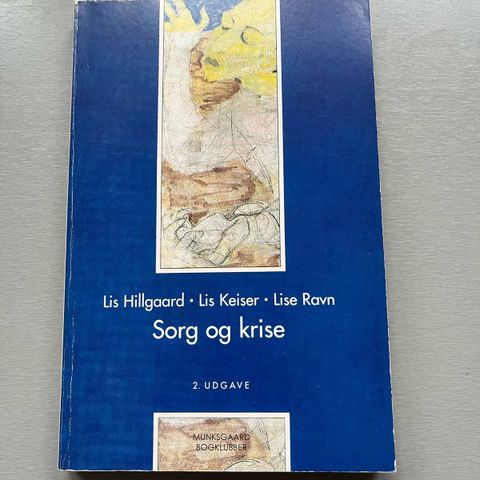 Lis Hillgaard • Lis Keiser • Lise Ravn
Sorg og krise
2. UDGAVE
MUNKSGAARD
BOGKLUBBER